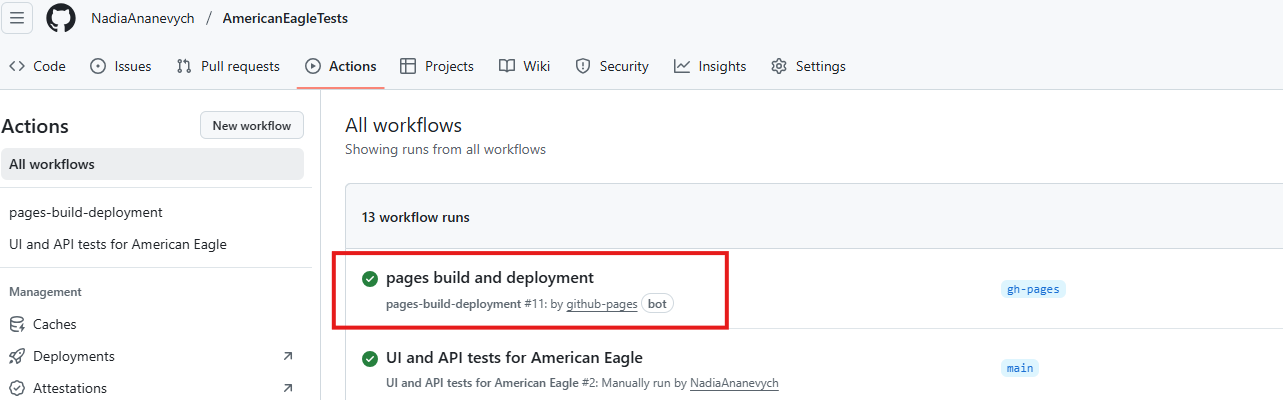 NadiaAnanevych / AmericanEagleTests
Code Issues Pull requests Actions Projects Wiki Security Insights Settings
Actions New workflow
All workflows
pages-build-deployment
UI and API tests for American Eagle
Management
Caches
Deployments
Attestations
All workflows
Showing runs from all workflows
13 workflow runs
pages build and deployment
pages-build-deployment #11: by github-pages bot
gh-pages
UI and API tests for American Eagle
UI and API tests for American Eagle #2: Manually run by NadiaAnanevych
main